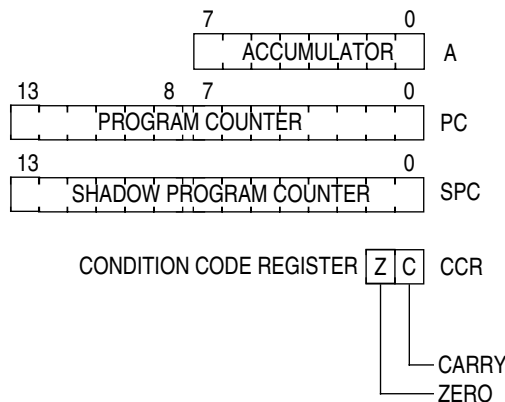 7 0
ACCUMULATOR A
13 8 7 0
PROGRAM COUNTER PC
13 0
SHADOW PROGRAM COUNTER SPC
CONDITION CODE REGISTER Z C CCR
CARRY
ZERO